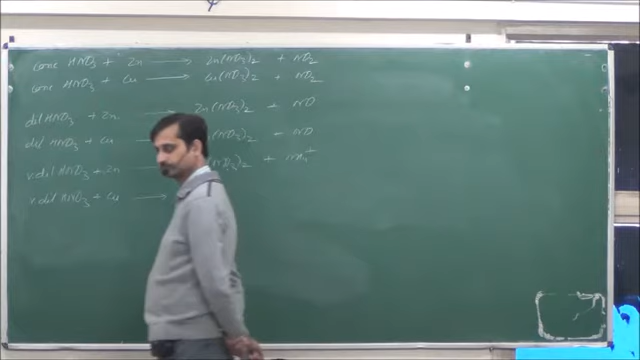 conc HNO3 + Zn → Zn(NO3)2 + NO2
conc HNO3 + Cu → Cu(NO3)2 + NO2
dil HNO3 + Zn → Zn(NO3)2 + NO
dil HNO3 + Cu (NO3)2 + NO
v.dil HNO3 + Zn (NO3)2 + NH4+
v.dil HNO3 + Cu →